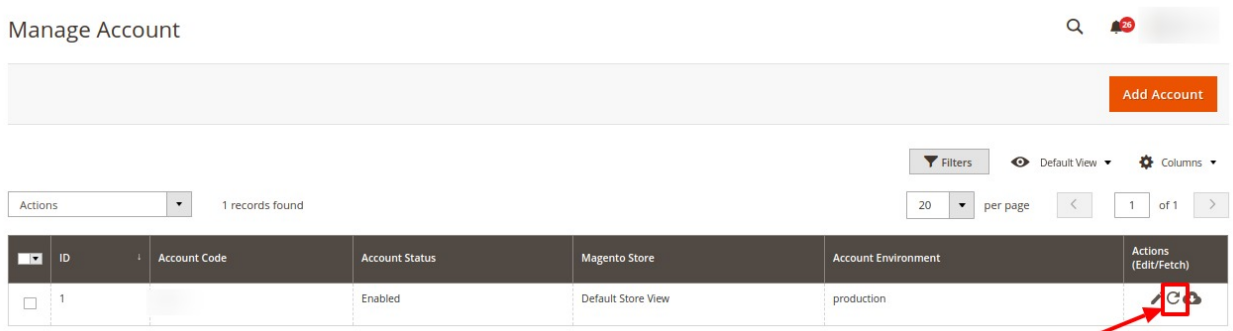 Manage Account
26
Add Account
Filters
Default View
Columns
Actions
1 records found
20
per page
1
of 1
ID
Account Code
Account Status
Magento Store
Account Environment
Actions
(Edit/Fetch)
1
Enabled
Default Store View
production